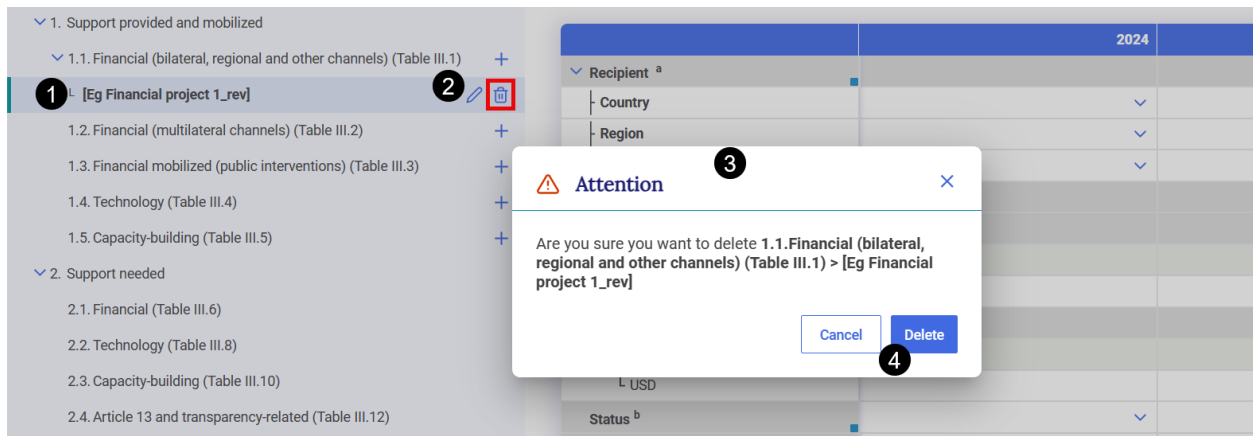 1. Support provided and mobilized
1.1. Financial (bilateral, regional and other channels) (Table III.1)
1 [Eg Financial project 1_rev] 2
1.2. Financial (multilateral channels) (Table III.2)
1.3. Financial mobilized (public interventions) (Table III.3)
1.4. Technology (Table III.4)
1.5. Capacity-building (Table III.5)
2. Support needed
2.1. Financial (Table III.6)
2.2. Technology (Table III.8)
2.3. Capacity-building (Table III.10)
2.4. Article 13 and transparency-related (Table III.12)
2024
Recipient a
Country
Region
3
Attention
Are you sure you want to delete 1.1.Financial (bilateral,
regional and other channels) (Table III.1) > [Eg Financial
project 1_rev]
Cancel Delete
4
USD
Status b